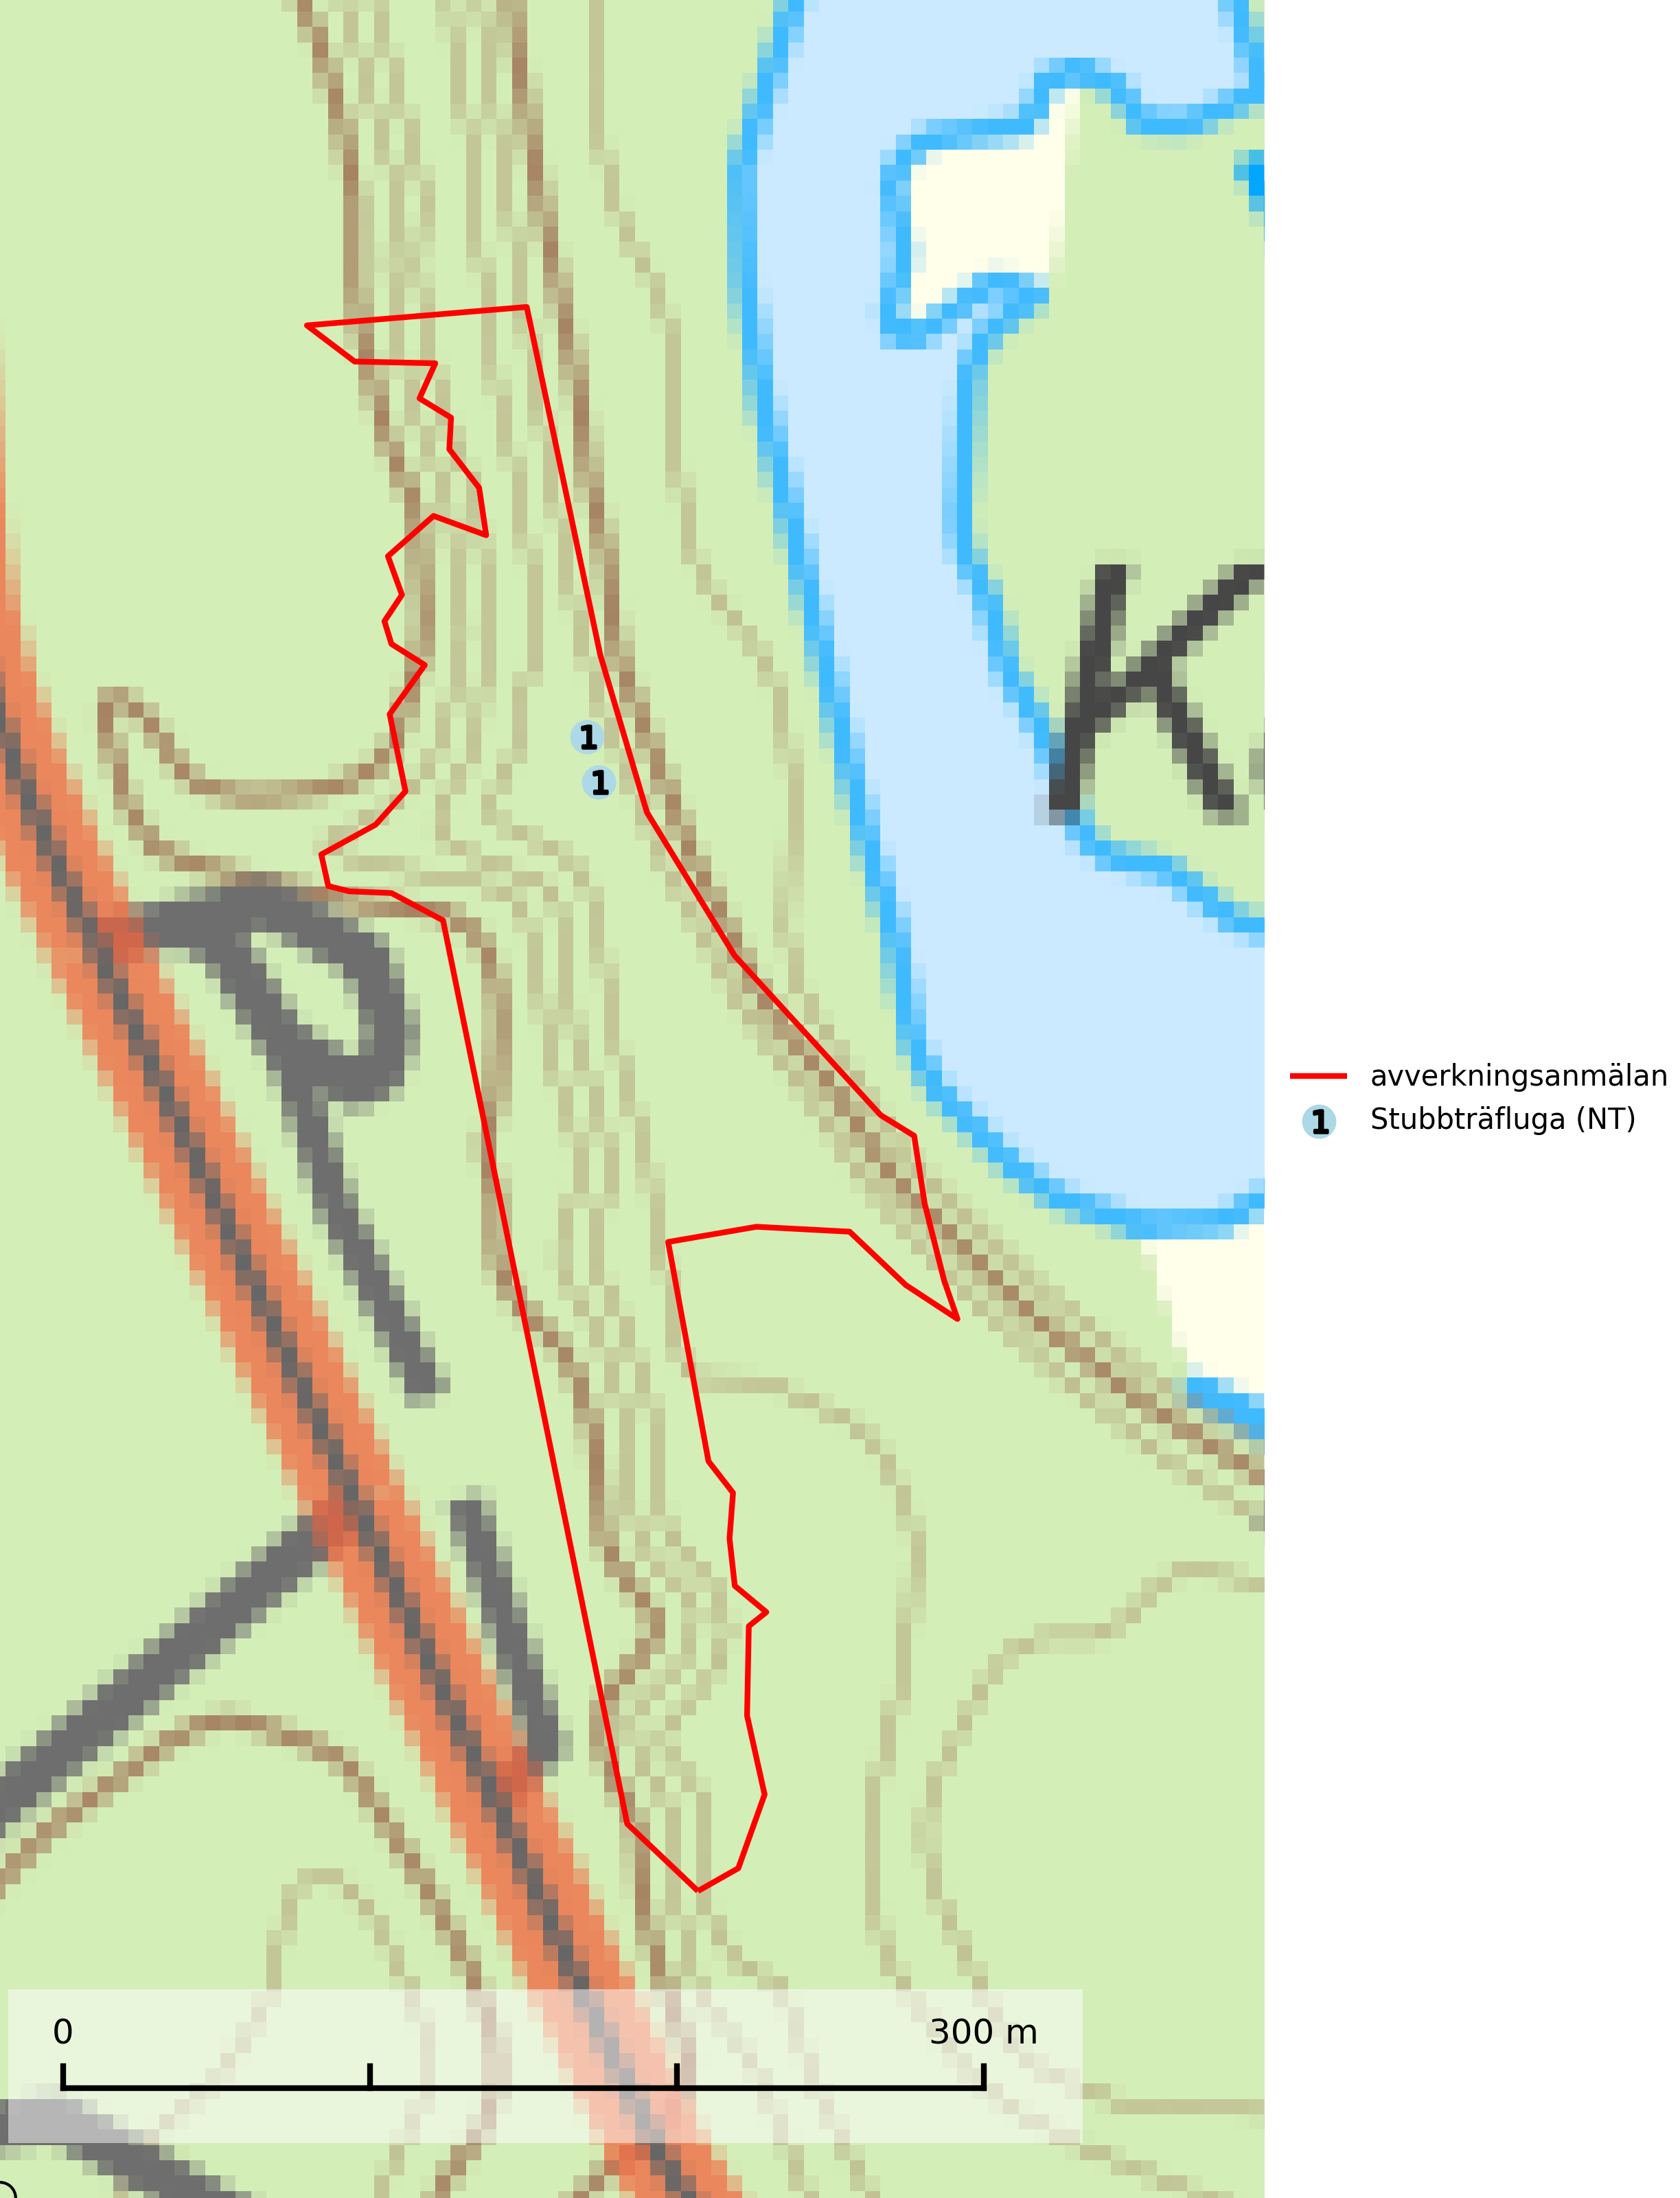 K
1
1
avverkningsanmälan
1 Stubbträfluga (NT)
0 300 m